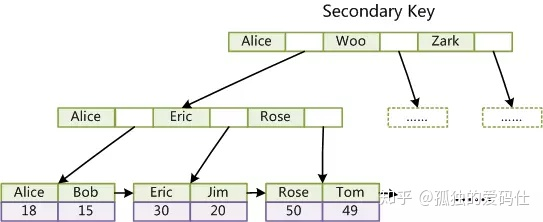 Secondary Key
Alice Woo Zark
Alice Eric Rose ...... ......
Alice Bob Eric Jim Rose Tom ......
18 15 30 20 50 49
知乎 @孤独的爱码仕